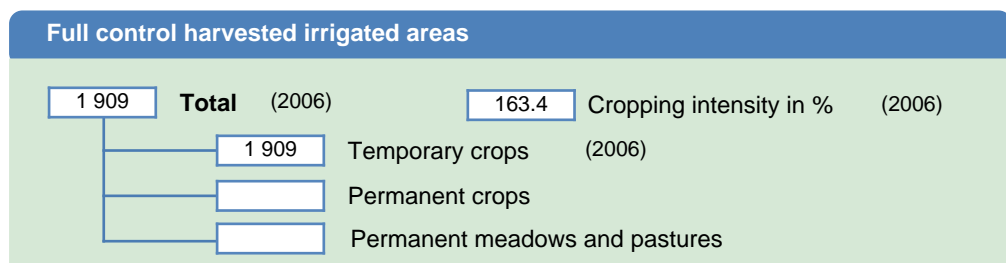 Full control harvested irrigated areas
1 909 Total (2006) 163.4 Cropping intensity in % (2006)
1 909 Temporary crops (2006)
Permanent crops
Permanent meadows and pastures